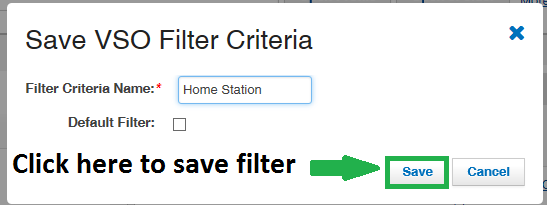 Save VSO Filter Criteria
Filter Criteria Name:* Home Station
Default Filter:
Click here to save filter Save Cancel